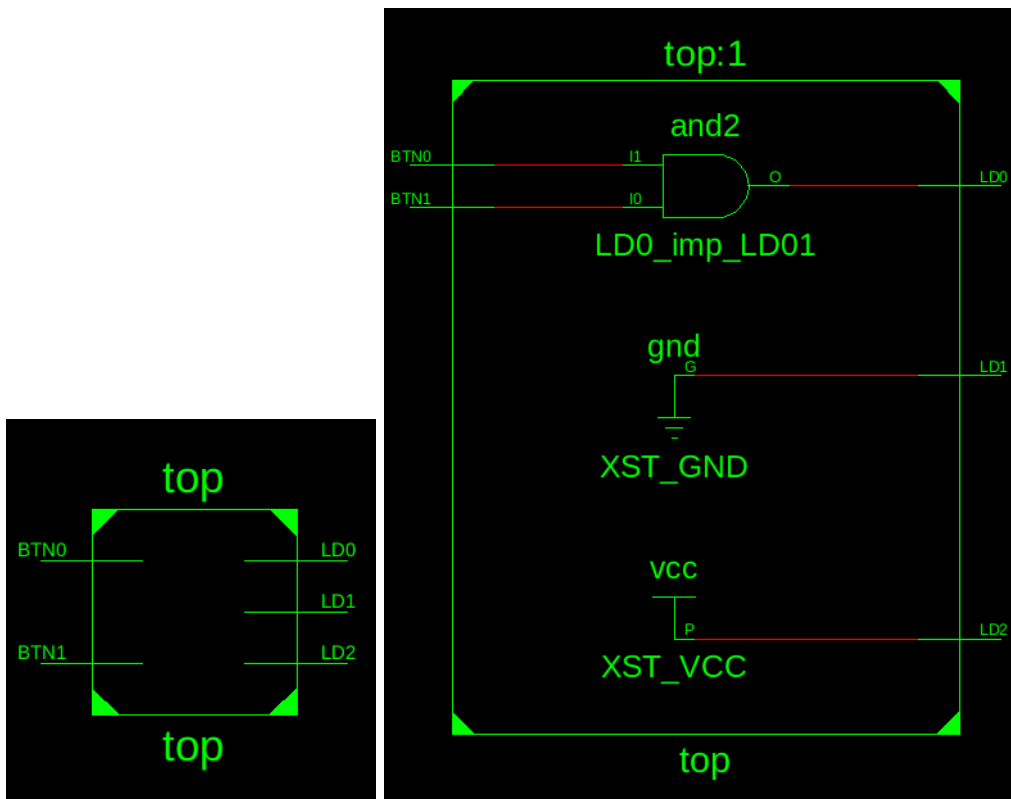 top
BTN0
LD0
LD1
BTN1
LD2
top
top:1
and2
BTN0
I1
O
LD0
BTN1
I0
LD0_imp_LD01
gnd
G
LD1
XST_GND
vcc
P
LD2
XST_VCC
top